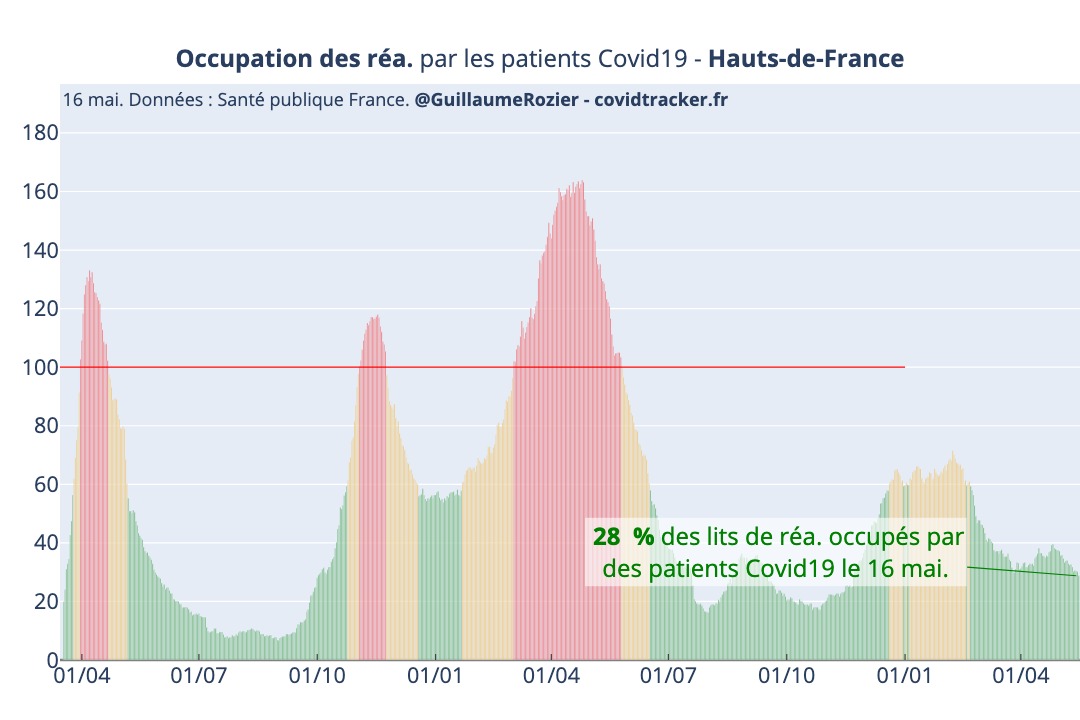 Occupation des réa. par les patients Covid19 - Hauts-de-France
16 mai. Données : Santé publique France. @GuillaumeRozier - covidtracker.fr
180
160
140
120
100
80
60
40
20
0
28 % des lits de réa. occupés par
des patients Covid19 le 16 mai.
01/04 01/07 01/10 01/01 01/04 01/07 01/10 01/01 01/04